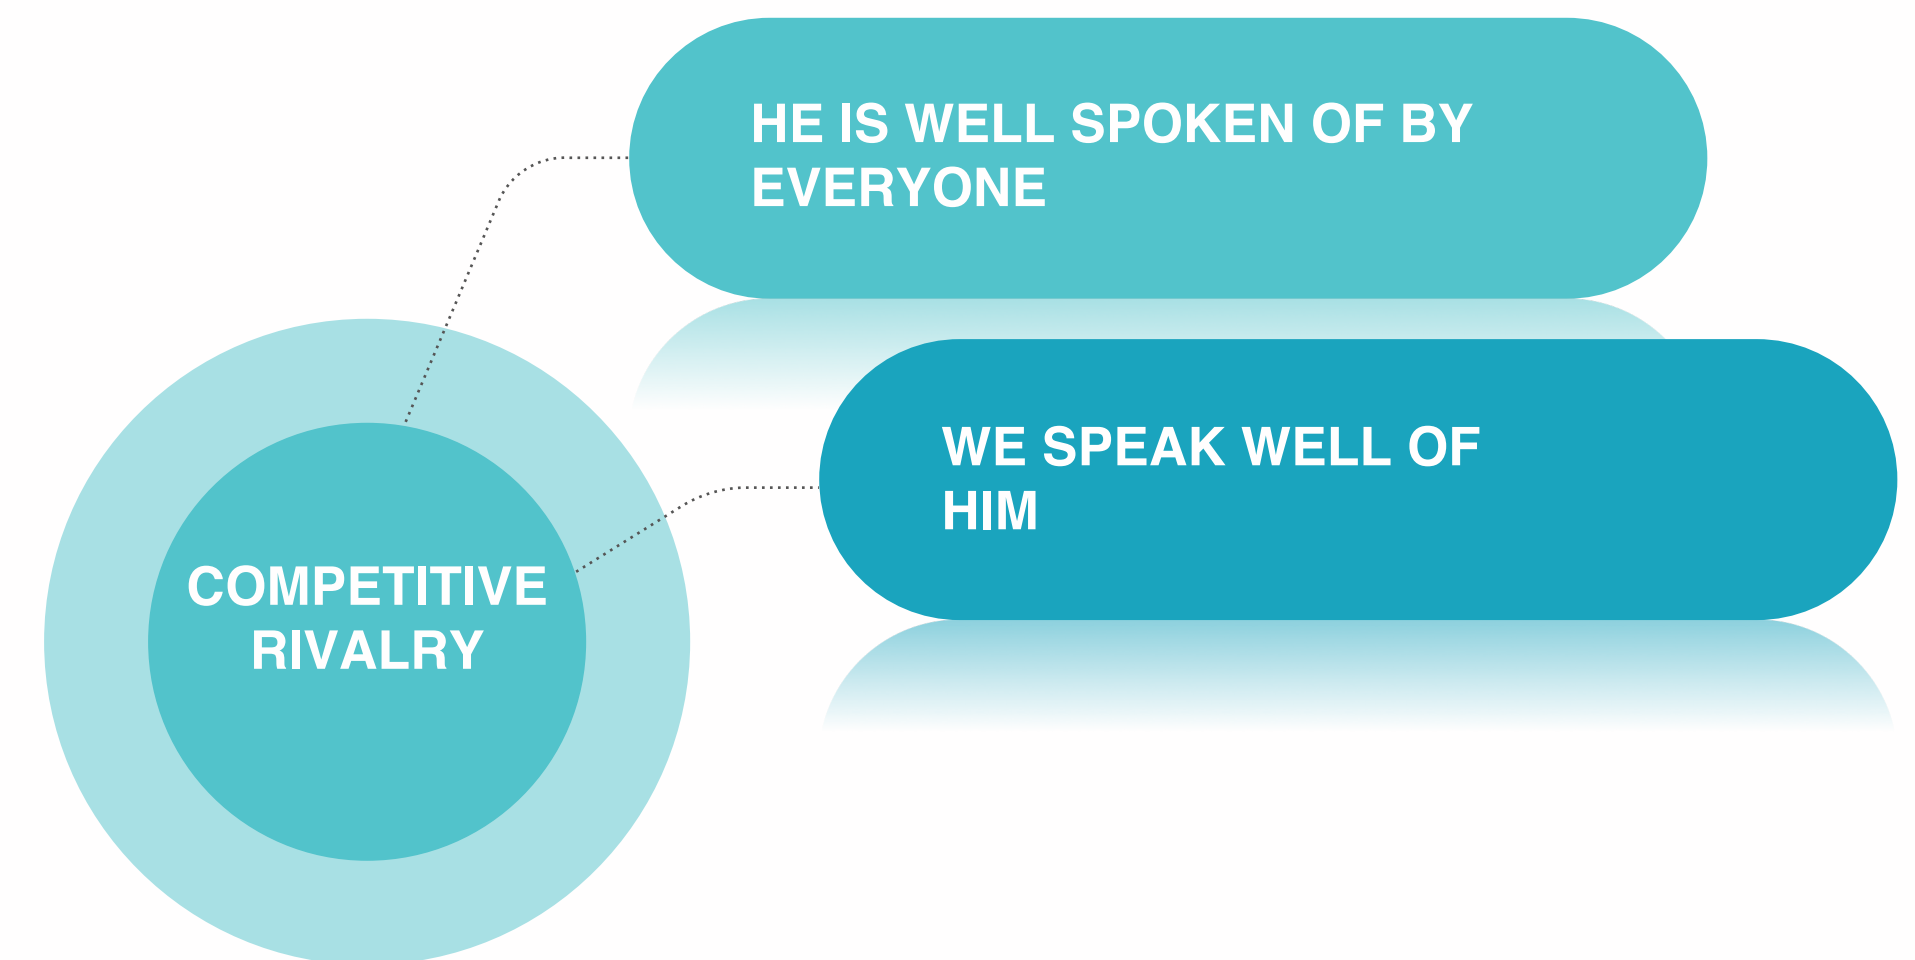 HE IS WELL SPOKEN OF BY
EVERYONE
WE SPEAK WELL OF
HIM
COMPETITIVE
RIVALRY